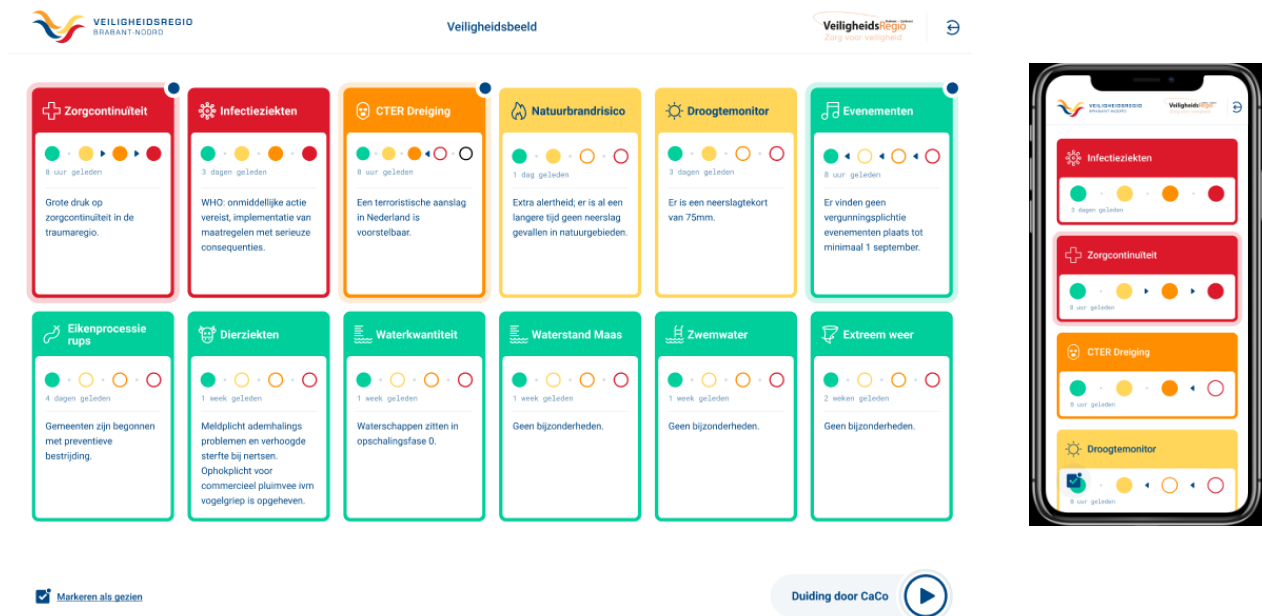 VEILIGHEIDSREGIO
BRABANT-NOORD
Veiligheidsbeeld
VeiligheidsRegio
Zorg voor veiligheid
Zorgcontinuïteit
8 uur geleden
Grote druk op
zorgcontinuïteit in de
traumaregio.
Infectieziekten
3 dagen geleden
WHO: onmiddellijke actie
vereist, implementatie van
maatregelen met serieuze
consequenties.
CTER Dreiging
8 uur geleden
Een terroristische aanslag
in Nederland is
voorstelbaar.
Natuurbrandrisico
1 dag geleden
Extra alertheid; er is al een
langere tijd geen neerslag
gevallen in natuurgebieden.
Droogtemonitor
3 dagen geleden
Er is een neerslagtekort
van 75mm.
Evenementen
8 uur geleden
Er vinden geen
vergunningsplichtie
evenementen plaats tot
minimaal 1 september.
Eikenprocessie
rups
4 dagen geleden
Gemeenten zijn begonnen
met preventieve
bestrijding.
Dierziekten
1 week geleden
Meldplicht ademhalings
problemen en verhoogde
sterfte bij nertsen.
Ophokplicht voor
commercieel pluimvee ivm
vogelgriep is opgeheven.
Waterkwantiteit
1 week geleden
Waterschappen zitten in
opschalingsfase 0.
Waterstand Maas
1 week geleden
Geen bijzonderheden.
Zwemwater
1 week geleden
Geen bijzonderheden.
Extreem weer
2 weken geleden
Geen bijzonderheden.
Markeren als gezien
Duiding door CaCo
VEILIGHEIDSREGIO
BRABANT-NOORD
VeiligheidsRegio
Infectieziekten
3 dagen geleden
Zorgcontinuïteit
8 uur geleden
CTER Dreiging
8 uur geleden
Droogtemonitor
8 uur geleden